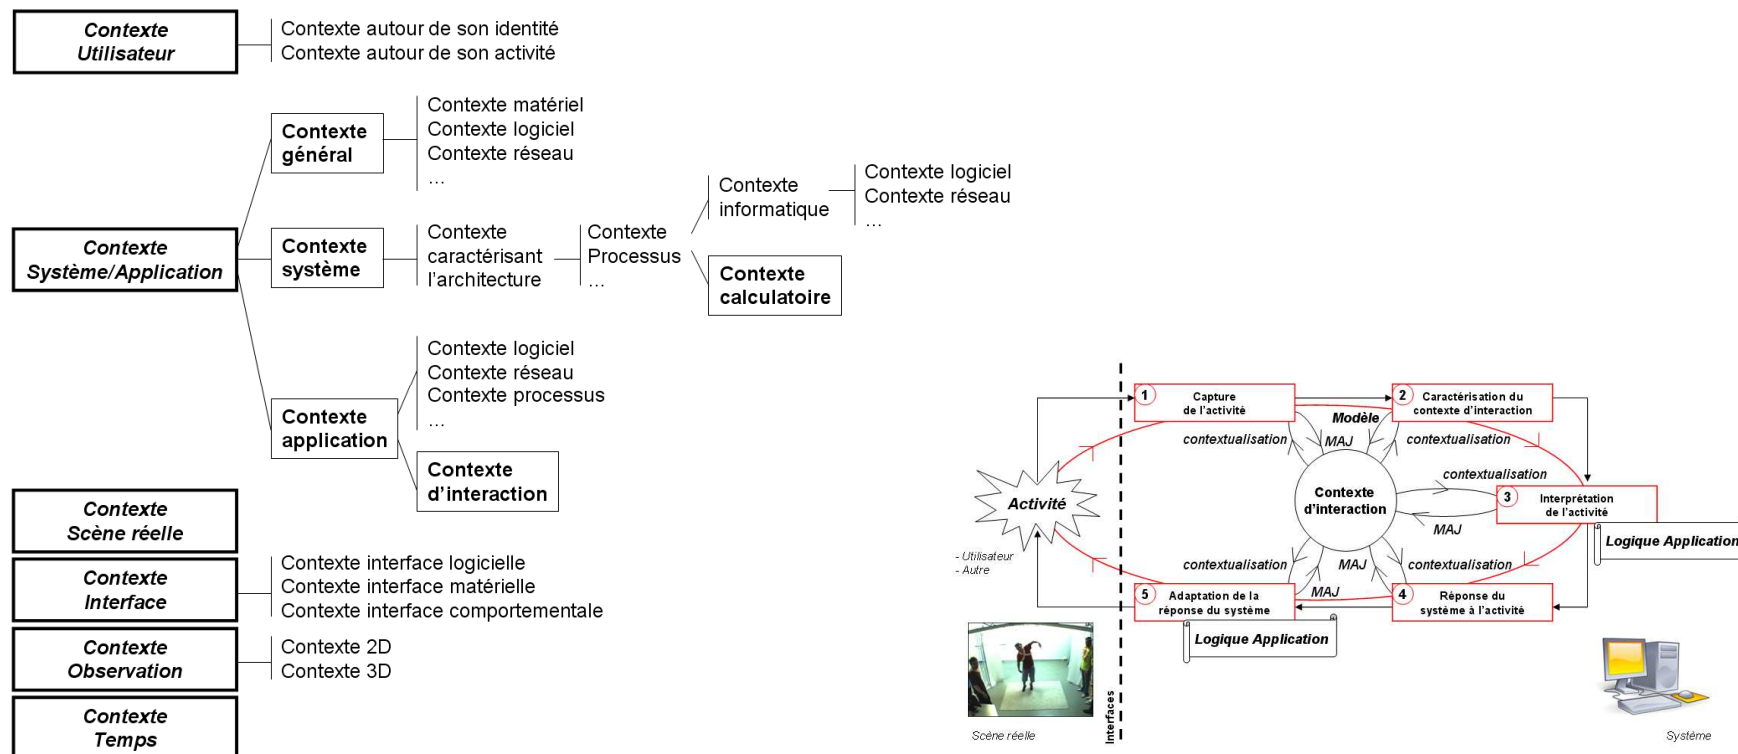 Contexte
Utilisateur
Contexte autour de son identité
Contexte autour de son activité
Contexte
Système/Application
Contexte
général
Contexte matériel
Contexte logiciel
Contexte réseau
...
Contexte
système
Contexte
caractérisant
l'architecture
Contexte
Processus
...
Contexte
informatique
Contexte logiciel
Contexte réseau
...
Contexte
calculatoire
Contexte
application
Contexte logiciel
Contexte réseau
Contexte processus
...
Contexte
d'interaction
Contexte
Scène réelle
Contexte
Interface
Contexte interface logicielle
Contexte interface matérielle
Contexte interface comportementale
Contexte
Observation
Contexte 2D
Contexte 3D
Contexte
Temps
1
Capture
de l'activité
2
Caractérisation du
contexte d'interaction
Modèle
contextualisation
MAJ
contextualisation
contextualisation
Activité
Contexte
d'interaction
3
Interprétation
de l'activité
MAJ
Logique Application
- Utilisateur
- Autre
contextualisation
MAJ
contextualisation
MAJ
5
Adaptation de la
réponse du système
4
Réponse du
système à l'activité
Logique Application
Interfaces
Scène réelle
Système